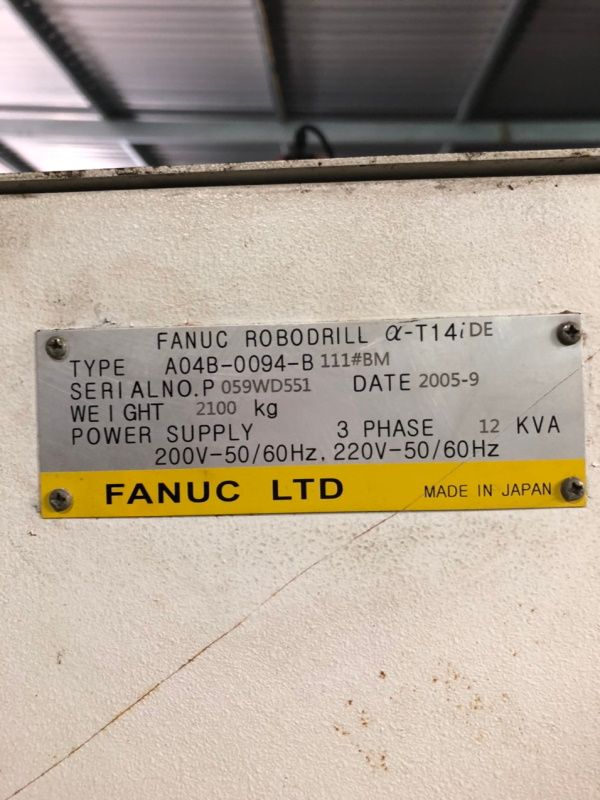 FANUC ROBODRILL α-T14iDE
TYPE A04B-0094-B 111#BM
SERIALNO.P 059WD551 DATE 2005-9
WEIGHT 2100 kg
POWER SUPPLY 3 PHASE 12 KVA
200V-50/60Hz, 220V-50/60Hz
FANUC LTD MADE IN JAPAN